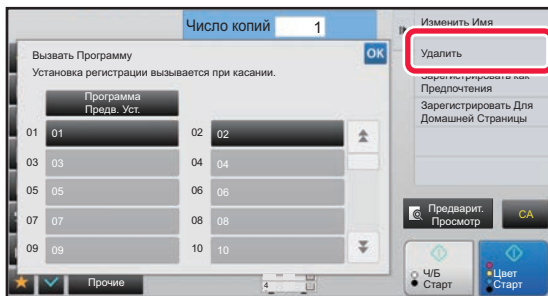 Число копий 1
Изменить Имя
Вызвать Программу
OK
Удалить
Установка регистрации вызывается при касании.
Зарегистрировать как
Предпочтения
Программа
Предв. Уст.
Зарегистрировать Для
Домашней Страницы
01 01 02 02
03 03 04 04
05 05 06 06
07 07 08 08
09 09 10 10
Предварит.
Просмотр
CA
Ч/Б
Старт
Цвет
Старт
Прочие
4